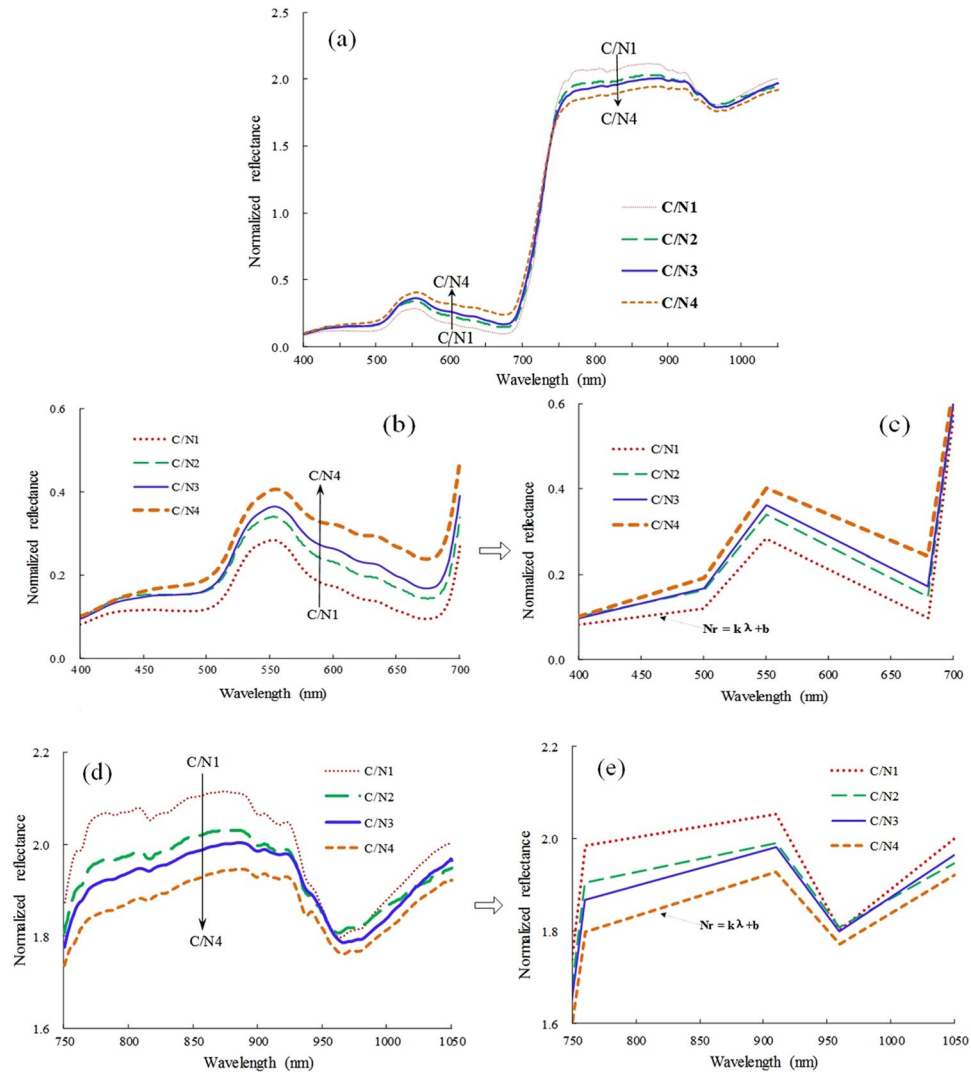 (a)
2.5
2.0
1.5
1.0
0.5
0.0
Normalized reflectance
C/N1
C/N4
C/N1
C/N2
C/N3
C/N4
C/N4
C/N1
400 500 600 700 800 900 1000
Wavelength (nm)
(b)
0.6
0.4
0.2
0.0
Normalized reflectance
C/N1
C/N2
C/N3
C/N4
C/N4
C/N1
400 450 500 550 600 650 700
Wavelength (nm)
(c)
0.6
0.4
0.2
0.0
Normalized reflectance
C/N1
C/N2
C/N3
C/N4
Nr = k λ+b
400 450 500 550 600 650 700
Wavelength (nm)
(d)
2.2
2.0
1.8
1.6
Normalized reflectance
C/N1
C/N4
C/N1
C/N2
C/N3
C/N4
750 800 850 900 950 1000 1050
Wavelength (nm)
(e)
2.2
2.0
1.8
1.6
Normalized reflectance
C/N1
C/N2
C/N3
C/N4
Nr = k λ+b
750 800 850 900 950 1000 1050
Wavelength (nm)